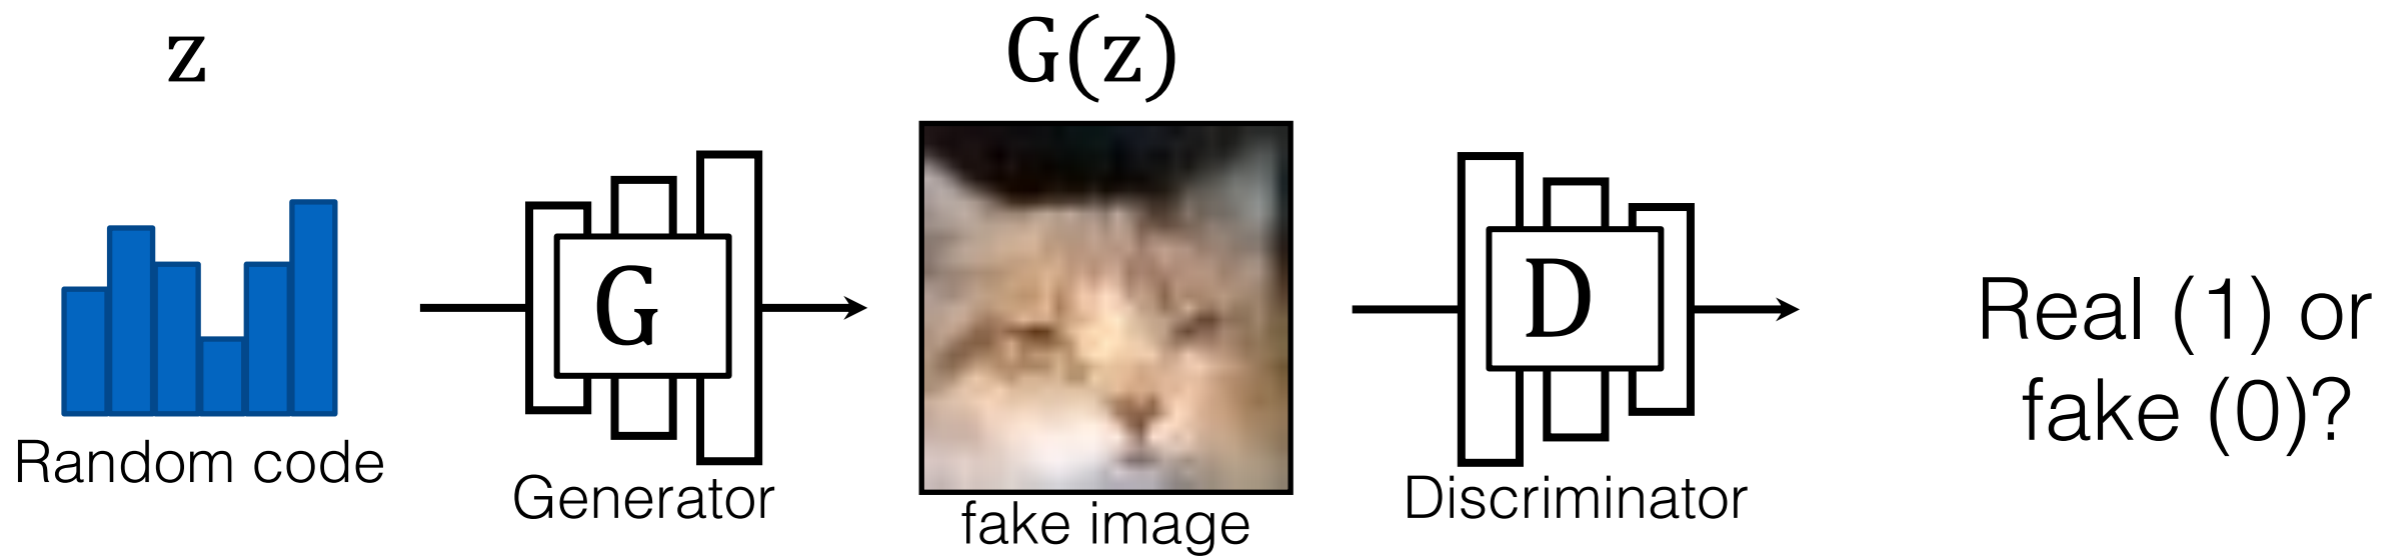 z
G(z)
G
D
Real (1) or
fake (0)?
Random code
Generator
fake image
Discriminator